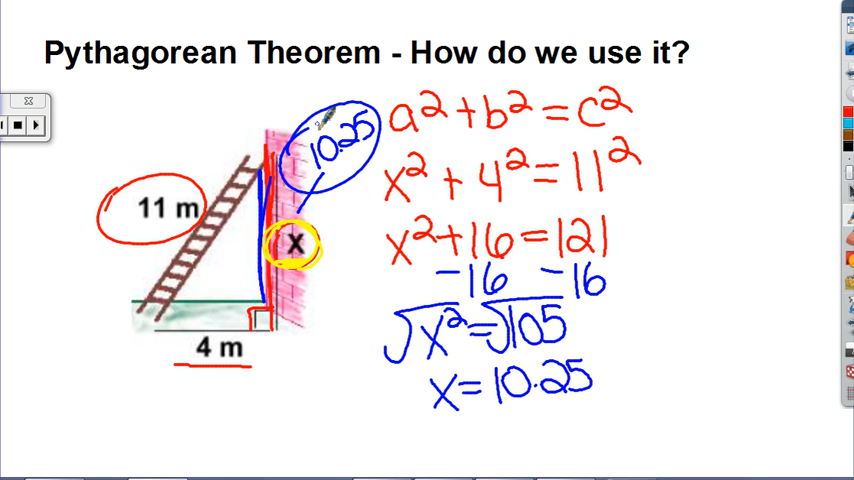 Pythagorean Theorem - How do we use it?
a² + b² = c²
10.25
x² + 4² = 11²
11 m
X
x² + 16 = 121
-16 -16
√x² = √105
4 m
x = 10.25